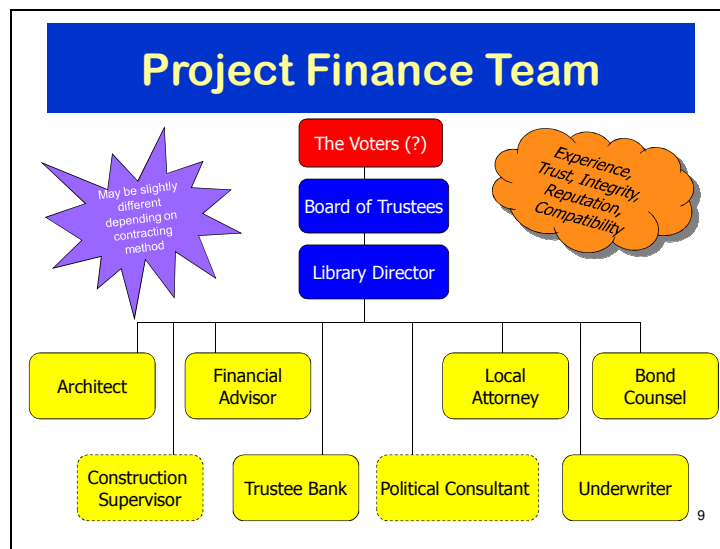 Project Finance Team
The Voters (?)
May be slightly
different
depending on
contracting
method
Experience,
Trust, Integrity,
Reputation,
Compatibility
Board of Trustees
Library Director
Architect
Financial
Advisor
Local
Attorney
Bond
Counsel
Construction
Supervisor
Trustee Bank
Political Consultant
Underwriter
9